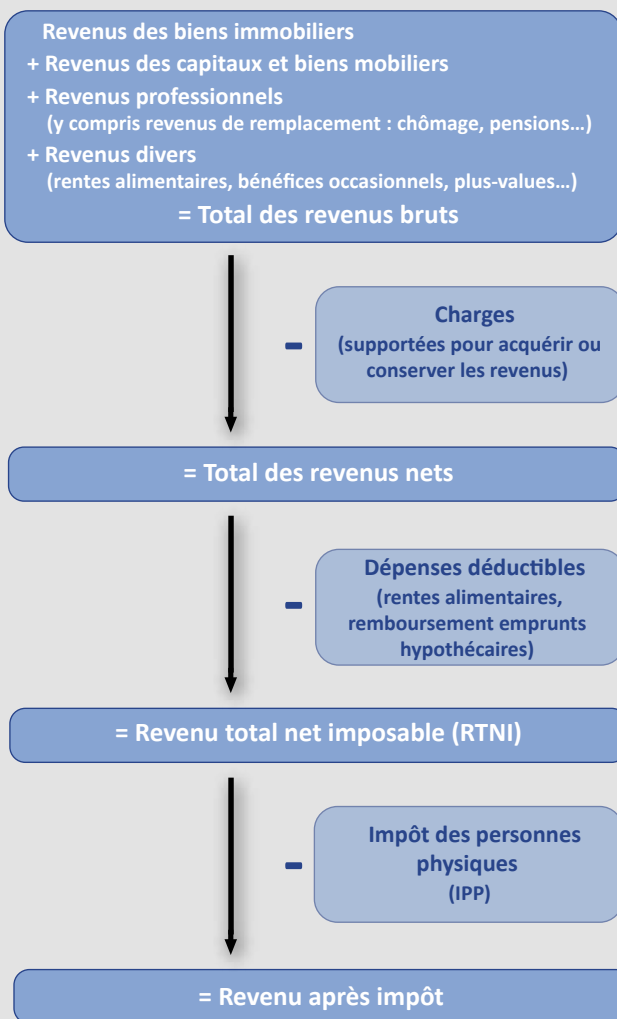 Revenus des biens immobiliers
+ Revenus des capitaux et biens mobiliers
+ Revenus professionnels
(y compris revenus de remplacement : chômage, pensions…)
+ Revenus divers
(rentes alimentaires, bénéfices occasionnels, plus-values…)
= Total des revenus bruts
-
Charges
(supportées pour acquérir ou
conserver les revenus)
= Total des revenus nets
-
Dépenses déductibles
(rentes alimentaires,
remboursement emprunts
hypothécaires)
= Revenu total net imposable (RTNI)
-
Impôt des personnes
physiques
(IPP)
= Revenu après impôt